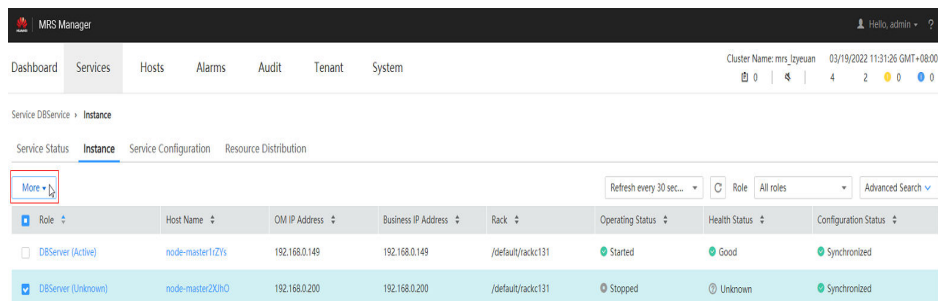 HUAWEI MRS Manager Hello, admin ?
Dashboard Services Hosts Alarms Audit Tenant System Cluster Name: mrs_lzyeuan 03/19/2022 11:31:26 GMT+08:00
0 4 2 0 0
Service DBService > Instance
Service Status Instance Service Configuration Resource Distribution
More Refresh every 30 sec... Role All roles Advanced Search
Role Host Name OM IP Address Business IP Address Rack Operating Status Health Status Configuration Status
DBServer (Active) node-master1rZYs 192.168.0.149 192.168.0.149 /default/rackc131 Started Good Synchronized
DBServer (Unknown) node-master2XJhO 192.168.0.200 192.168.0.200 /default/rackc131 Stopped Unknown Synchronized